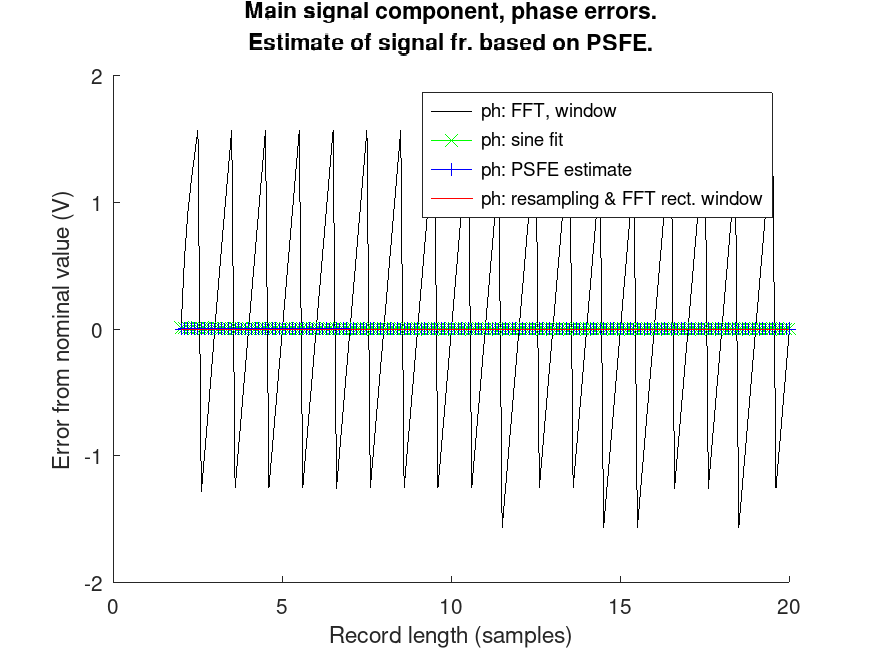 Main signal component, phase errors.
Estimate of signal fr. based on PSFE.
2
1
0
-1
-2
Error from nominal value (V)
ph: FFT, window
ph: sine fit
ph: PSFE estimate
ph: resampling & FFT rect. window
0
5
10
15
20
Record length (samples)